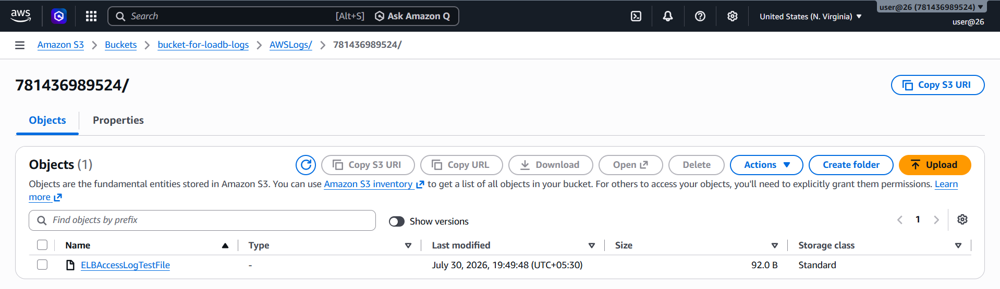 aws
Search [Alt+S] Ask Amazon Q United States (N. Virginia) user@26 (781436989524)
user@26
Amazon S3 Buckets bucket-for-loadb-logs AWSLogs/ 781436989524/
781436989524/ Copy S3 URI
Objects Properties
Objects (1) Copy S3 URI Copy URL Download Open Delete Actions Create folder Upload
Objects are the fundamental entities stored in Amazon S3. You can use Amazon S3 inventory to get a list of all objects in your bucket. For others to access your objects, you'll need to explicitly grant them permissions. Learn
more
Find objects by prefix Show versions 1
Name Type Last modified Size Storage class
ELBAccessLogTestFile - July 30, 2026, 19:49:48 (UTC+05:30) 92.0 B Standard